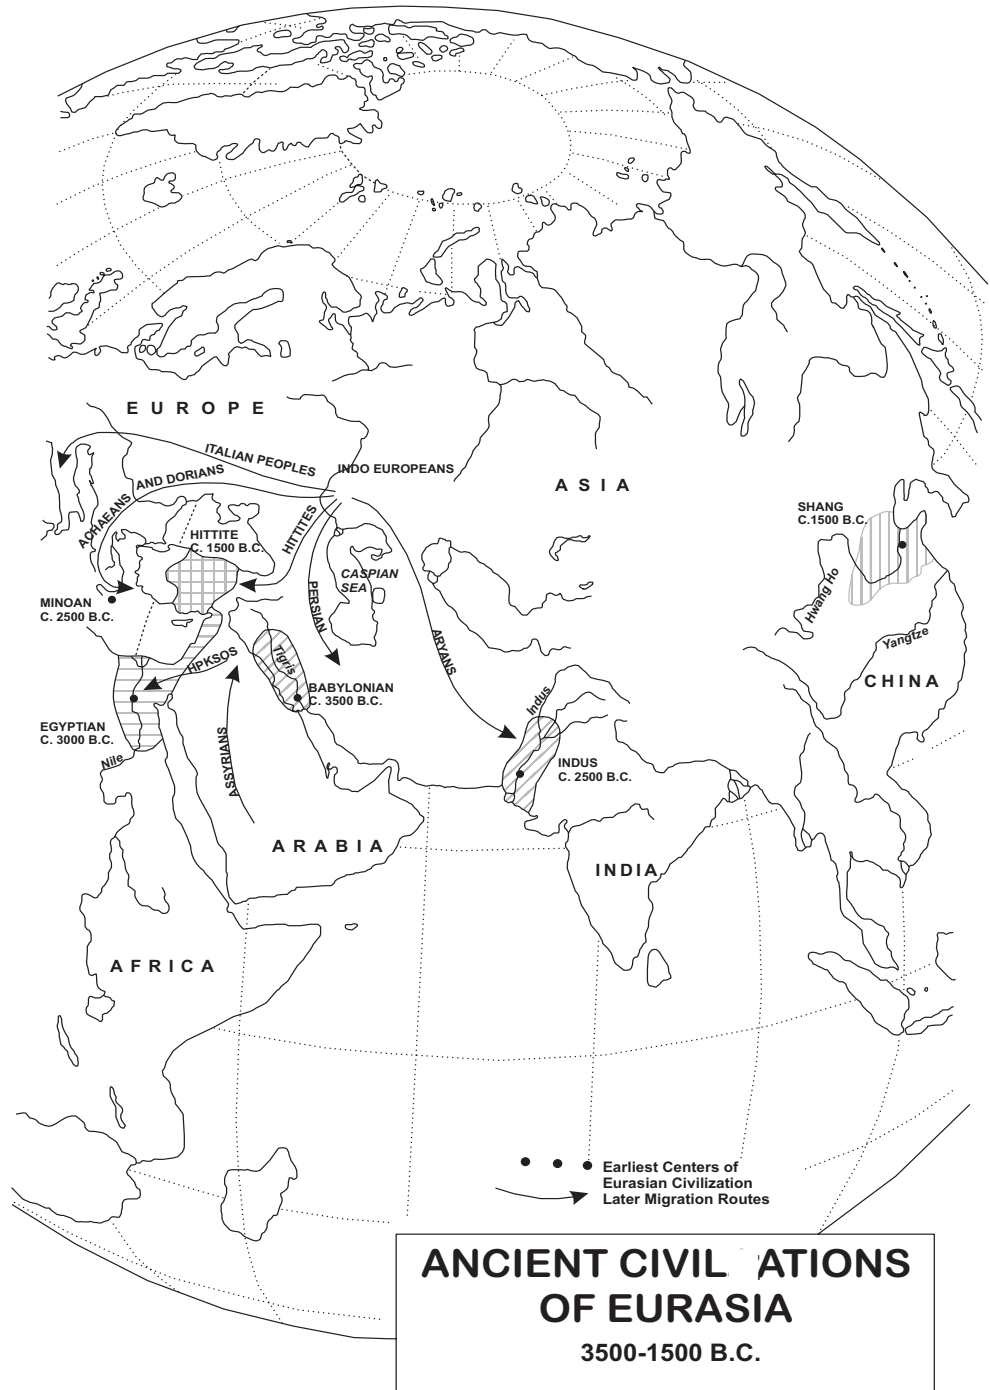 EUROPE
ITALIAN PEOPLES
INDO EUROPEANS
ACHAEANS AND DORIANS
ASIA
HITTITES
HITTITE
C. 1500 B.C.
SHANG
C.1500 B.C.
CASPIAN
SEA
PERSIAN
ARYANS
Hwang Ho
Yangtze
MINOAN
C. 2500 B.C.
HPKSOS
Tigris
BABYLONIAN
C. 3500 B.C.
Indus
CHINA
EGYPTIAN
C. 3000 B.C.
Nile
ASSYRIANS
INDUS
C. 2500 B.C.
ARABIA
INDIA
AFRICA
Earliest Centers of
Eurasian Civilization
Later Migration Routes
ANCIENT CIVIL ATIONS
OF EURASIA
3500-1500 B.C.